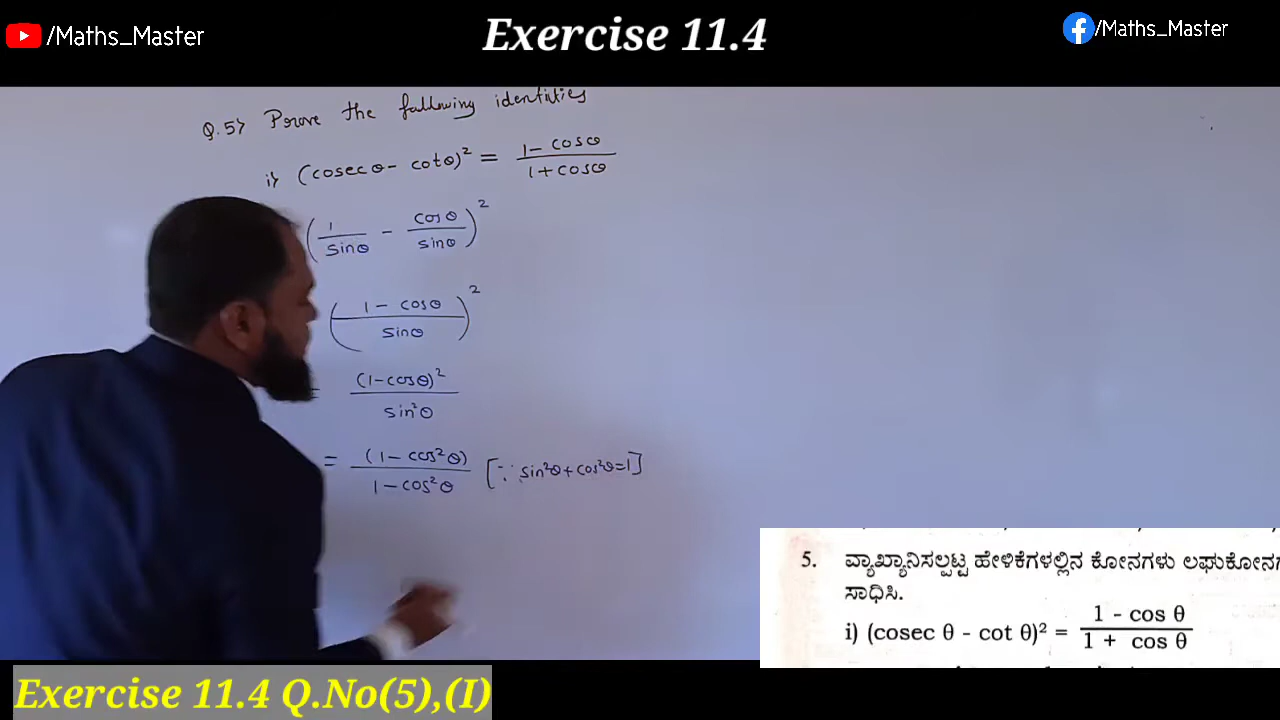 /Maths_Master
Exercise 11.4
/Maths_Master
Q.5> Prove the following identities
i> (cosec θ - cotθ)² = (1 - cosθ)/(1 + cosθ)
(1/sinθ - cosθ/sinθ)²
((1 - cosθ)/sinθ)²
= (1-cosθ)²/sin²θ
= (1 - cos²θ)/(1 - cos²θ) [∵ sin²θ + cos²θ = 1]
5. ವ್ಯಾಖ್ಯಾನಿಸಲ್ಪಟ್ಟ ಹೇಳಿಕೆಗಳಲ್ಲಿನ ಕೋನಗಳು ಲಘುಕೋನಗ
ಸಾಧಿಸಿ.
i) (cosec θ - cot θ)² = (1 - cos θ)/(1 + cos θ)
Exercise 11.4 Q.No(5),(I)